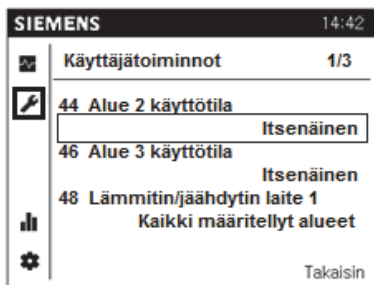 SIEMENS 14:42
Käyttäjätoiminnot 1/3
44 Alue 2 käyttötila
Itsenäinen
46 Alue 3 käyttötila
Itsenäinen
48 Lämmitin/jäähdytin laite 1
Kaikki määritellyt alueet
Takaisin